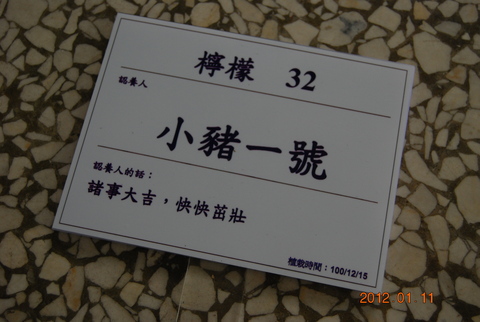 檸檬 32
認養人
小豬一號
認養人的話：
諸事大吉，快快茁壯
植栽時間：100/12/15
2012 01 11